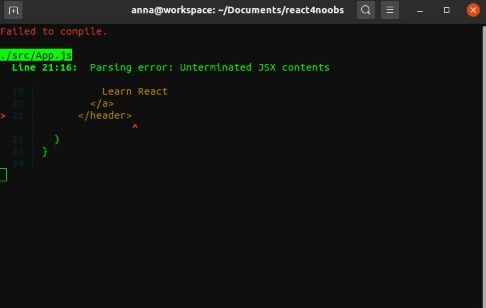 anna@workspace: ~/Documents/react4noobs
Failed to compile.
./src/App.js
Line 21:16:  Parsing error: Unterminated JSX contents
19 |           Learn React
20 |         </a>
> 21 |       </header>
|                ^
22 |   )
23 | }
24 |